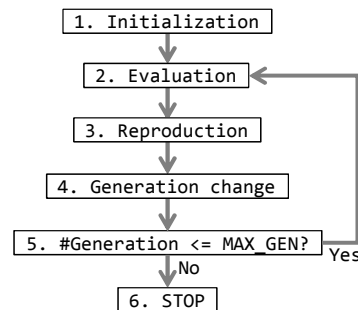 1. Initialization
2. Evaluation
3. Reproduction
4. Generation change
5. #Generation <= MAX_GEN?
Yes
No
6. STOP